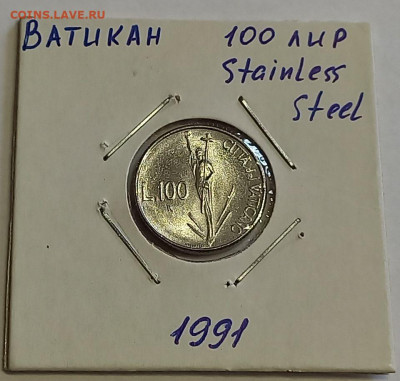 COINS.LAVE.RU
ВАТИКАН
100 лир
Stainless
Steel
L.100
CITTA DEL VATICANO
1991